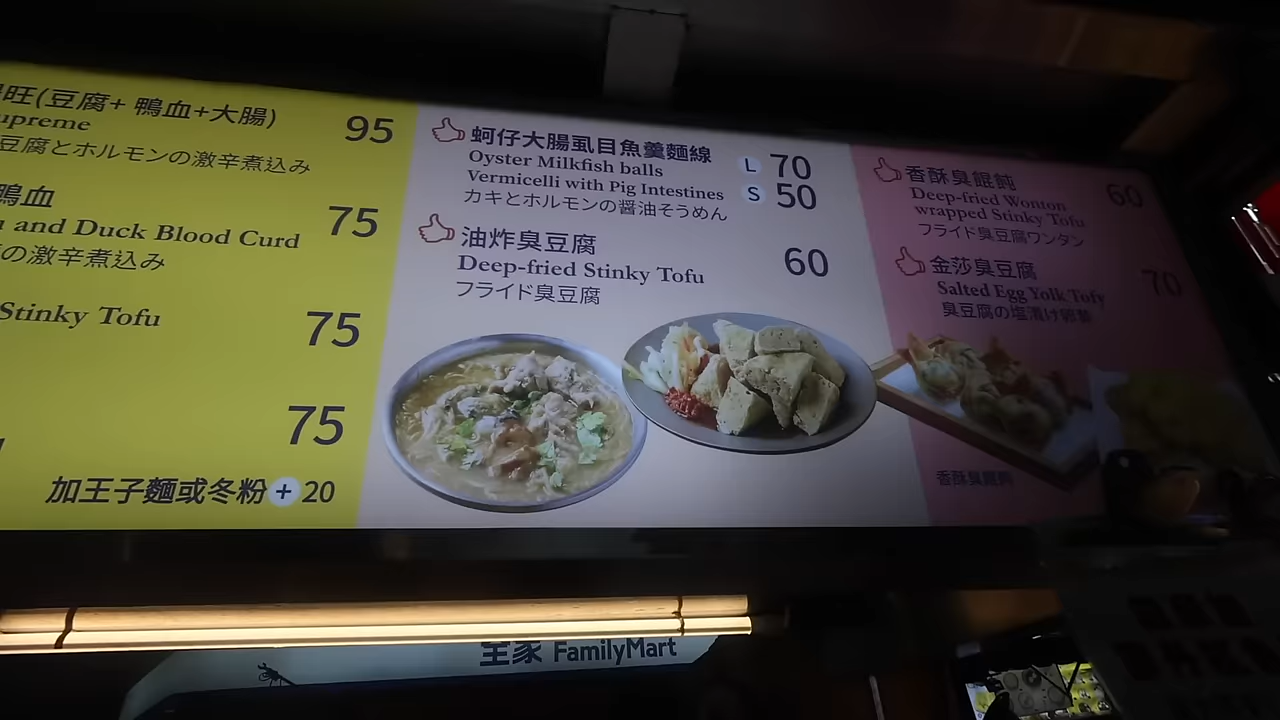 旺(豆腐+ 鴨血+大腸)
upreme
豆腐とホルモンの激辛煮込み
95
鴨血
and Duck Blood Curd
の激辛煮込み
75
Stinky Tofu
75
75
加王子麵或冬粉+20
蚵仔大腸虱目魚羹麵線
Oyster Milkfish balls
Vermicelli with Pig Intestines
カキとホルモンの醤油そうめん
L 70
S 50
油炸臭豆腐
Deep-fried Stinky Tofu
フライド臭豆腐
60
香酥臭餛飩
Deep-fried Wonton
wrapped Stinky Tofu
フライド臭豆腐ワンタン
60
金莎臭豆腐
Salted Egg Yolk Tofy
臭豆腐の塩漬け卵
70
香酥臭餛飩
全家 FamilyMart